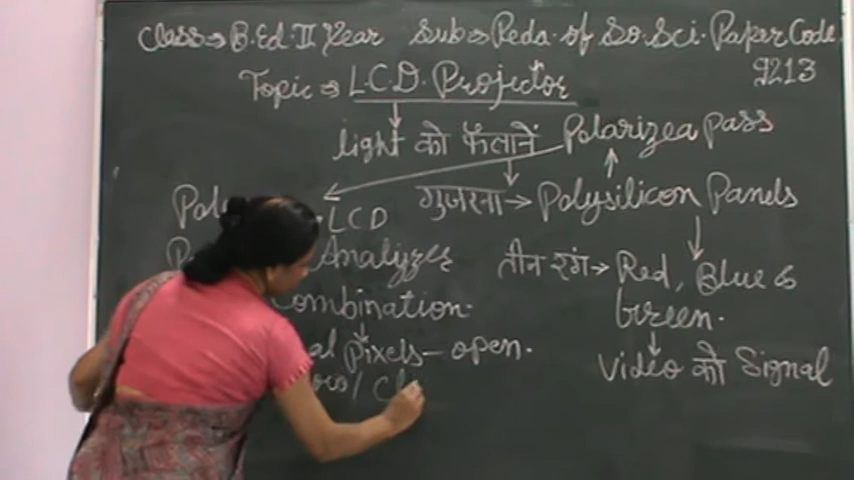 Class ⇒ B.Ed. II Year Sub ⇒ Peda. of So. Sci. Paper Code
9213
Topic ⇒ L.C.D. Projector
light को फैलाने Polarizea Pass
गुजरना → Polysilicon Panels
LCD
Analyzer
तीन रंग → Red, Blue &
Green.
Combination.
Pixels – open.
Video को Signal